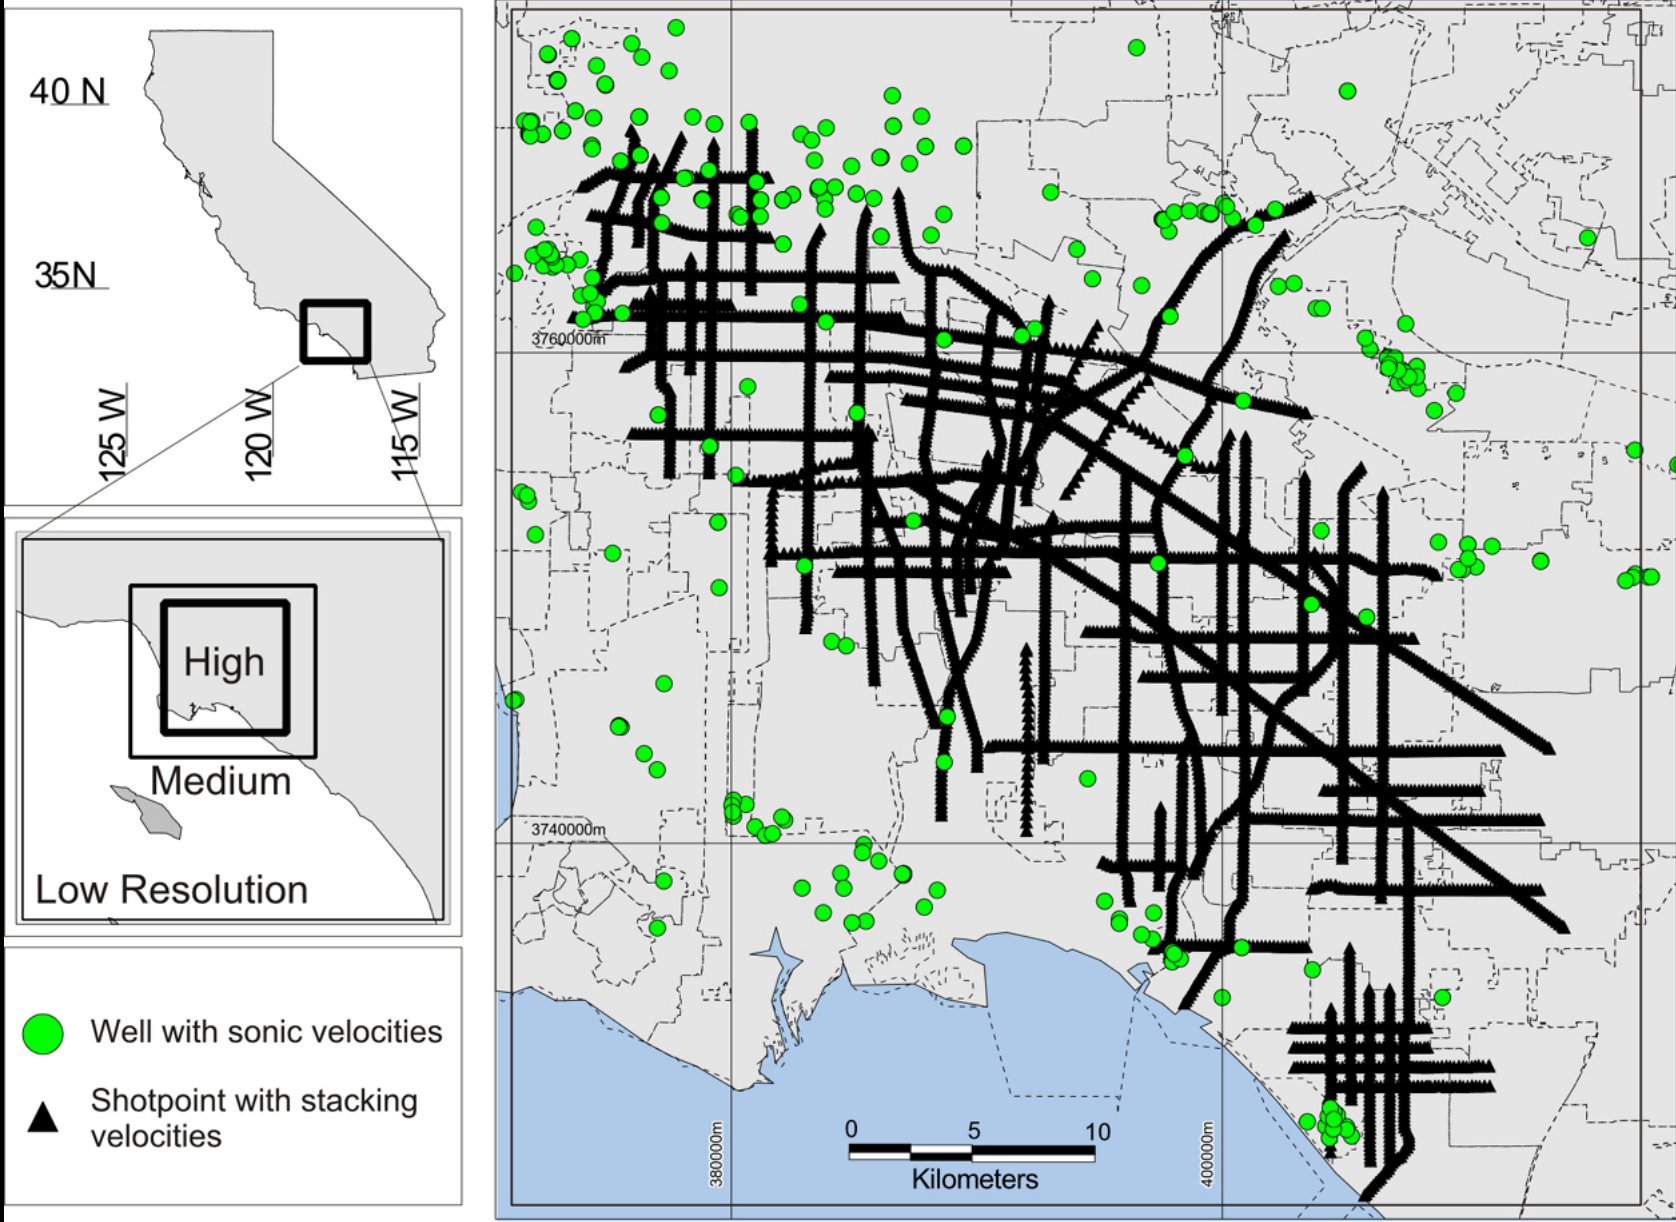 40 N
35N
125 W
120 W
115 W
High
Medium
Low Resolution
Well with sonic velocities
Shotpoint with stacking
velocities
3760000m
3740000m
380000m
400000m
0 5 10
Kilometers